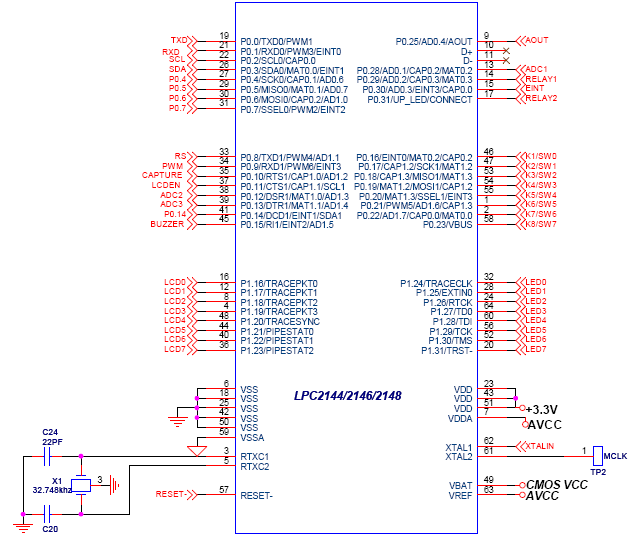 TXD 19 P0.0/TXD0/PWM1 P0.25/AD0.4/AOUT 9 AOUT
RXD 21 P0.1/RXD0/PWM3/EINT0 D+ 10
SCL 22 P0.2/SCL0/CAP0.0 D- 11
SDA 26 P0.3/SDA0/MAT0.0/EINT1 P0.28/AD0.1/CAP0.2/MAT0.2 13 ADC1
P0.4 27 P0.4/SCK0/CAP0.1/AD0.6 P0.29/AD0.2/CAP0.3/MAT0.3 14 RELAY1
P0.5 29 P0.5/MISO0/MAT0.1/AD0.7 P0.30/AD0.3/EINT3/CAP0.0 15 EINT
P0.6 30 P0.6/MOSI0/CAP0.2/AD1.0 P0.31/UP_LED/CONNECT 17 RELAY2
P0.7 31 P0.7/SSEL0/PWM2/EINT2
RS 33 P0.8/TXD1/PWM4/AD1.1 P0.16/EINT0/MAT0.2/CAP0.2 46 K1/SW0
PWM 34 P0.9/RXD1/PWM6/EINT3 P0.17/CAP1.2/SCK1/MAT1.2 47 K2/SW1
CAPTURE 35 P0.10/RTS1/CAP1.0/AD1.2 P0.18/CAP1.3/MISO1/MAT1.3 53 K3/SW2
LCDEN 37 P0.11/CTS1/CAP1.1/SCL1 P0.19/MAT1.2/MOSI1/CAP1.2 54 K4/SW3
ADC2 38 P0.12/DSR1/MAT1.0/AD1.3 P0.20/MAT1.3/SSEL1/EINT3 55 K5/SW4
ADC3 39 P0.13/DTR1/MAT1.1/AD1.4 P0.21/PWM5/AD1.6/CAP1.3 1 K6/SW5
P0.14 41 P0.14/DCD1/EINT1/SDA1 P0.22/AD1.7/CAP0.0/MAT0.0 2 K7/SW6
BUZZER 45 P0.15/RI1/EINT2/AD1.5 P0.23/VBUS 58 K8/SW7
LCD0 16 P1.16/TRACEPKT0 P1.24/TRACECLK 32 LED0
LCD1 12 P1.17/TRACEPKT1 P1.25/EXTIN0 28 LED1
LCD2 8 P1.18/TRACEPKT2 P1.26/RTCK 24 LED2
LCD3 4 P1.19/TRACEPKT3 P1.27/TD0 64 LED3
LCD4 48 P1.20/TRACESYNC P1.28/TDI 60 LED4
LCD5 44 P1.21/PIPESTAT0 P1.29/TCK 56 LED5
LCD6 40 P1.22/PIPESTAT1 P1.30/TMS 52 LED6
LCD7 36 P1.23/PIPESTAT2 P1.31/TRST- 20 LED7
6 VSS VDD 23
18 VSS LPC2144/2146/2148 VDD 43
25 VSS VDD 51 +3.3V
42 VSS VDDA 7 AVCC
50 VSS
59 VSSA
C24
22PF
XTAL1 62 XTALIN
3 RTXC1 XTAL2 61 1 MCLK
5 RTXC2 TP2
X1 3
32.748khz
VBAT 49 CMOS VCC
RESET- 57 RESET- VREF 63 AVCC
C20